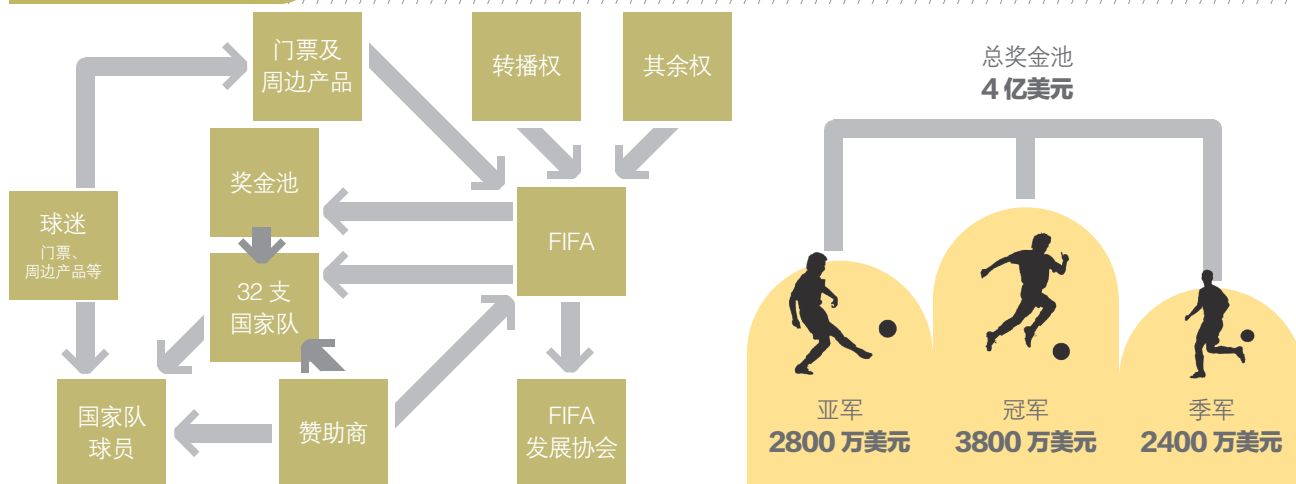 门票及
周边产品
转播权
其余权
奖金池
球迷
门票、
周边产品等
FIFA
32 支
国家队
国家队
球员
赞助商
FIFA
发展协会
总奖金池
4 亿美元
亚军
2800 万美元
冠军
3800 万美元
季军
2400 万美元